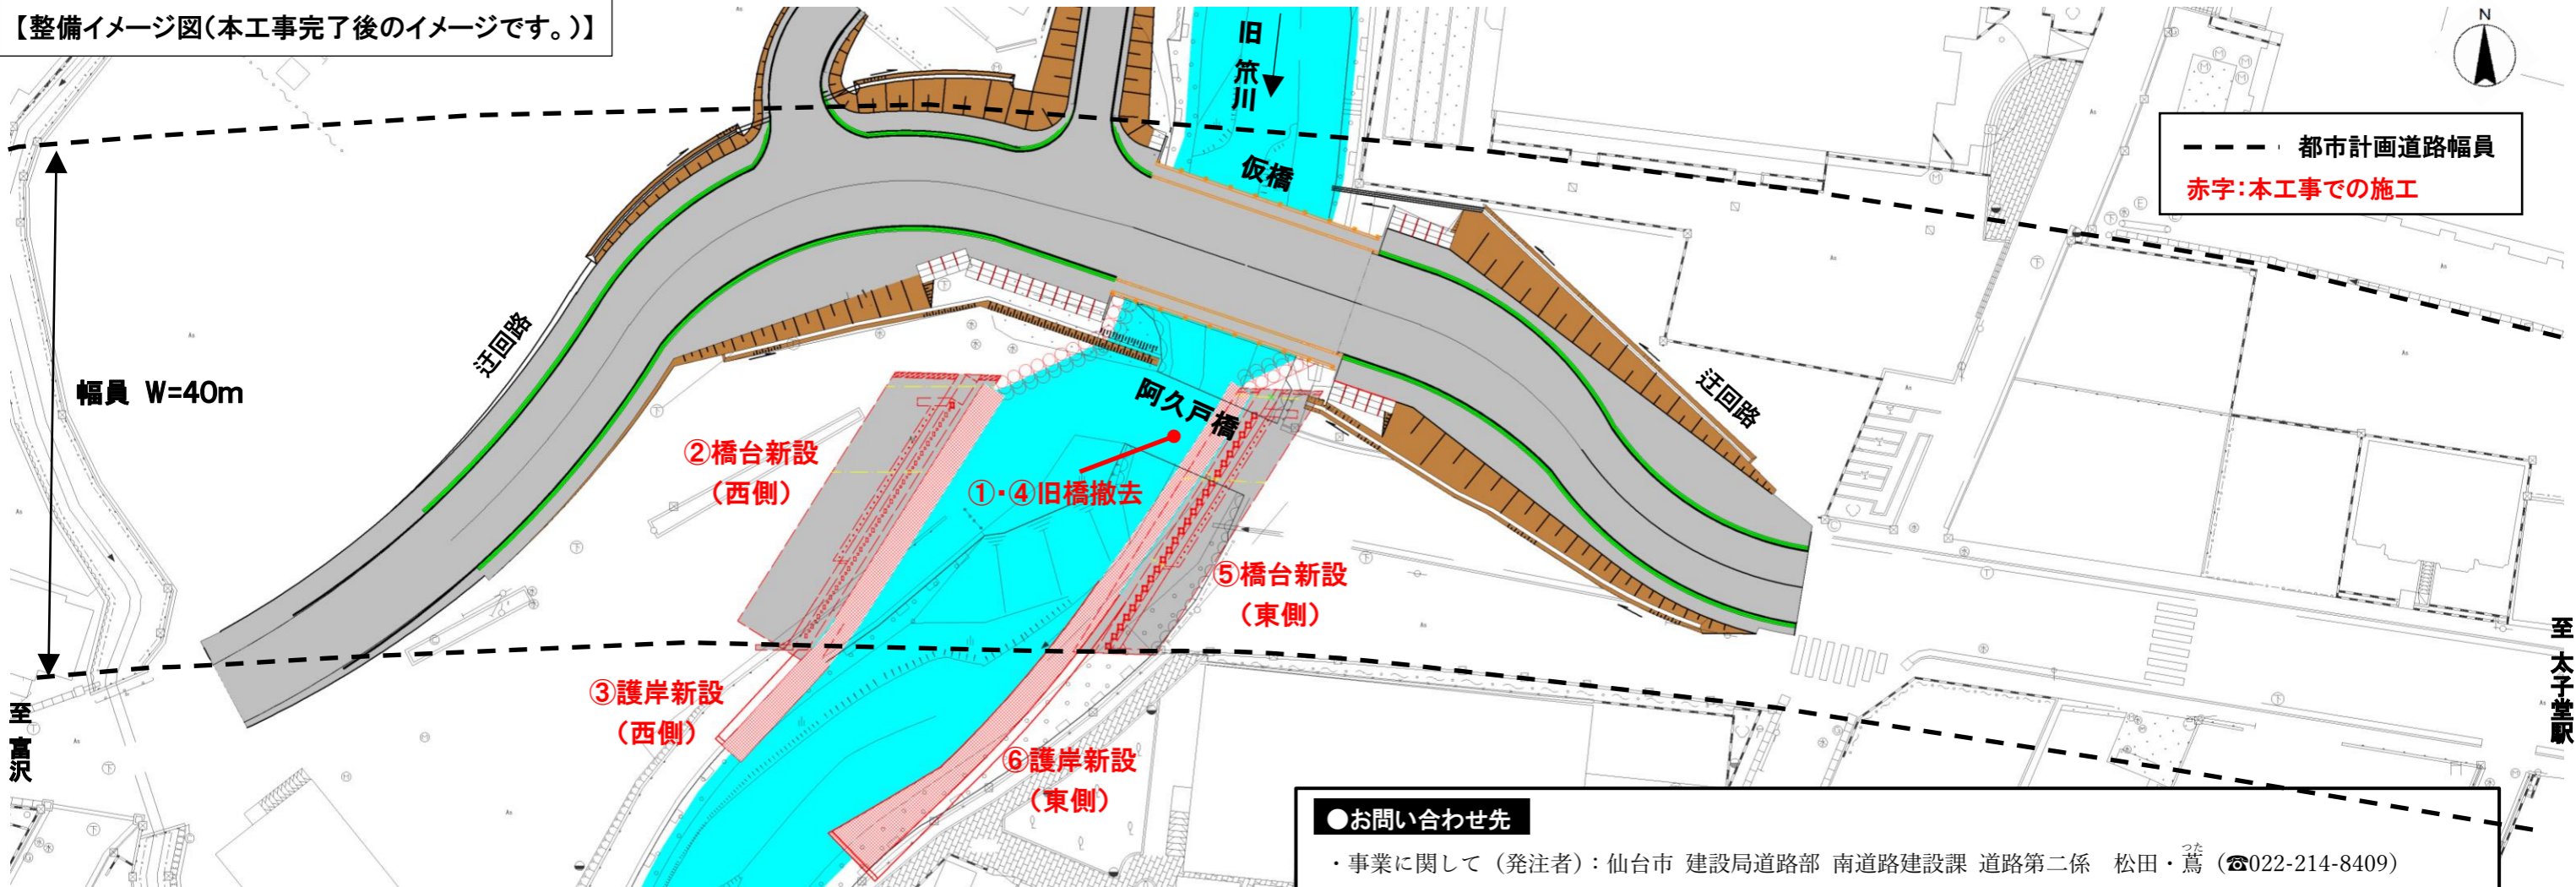 【整備イメージ図(本工事完了後のイメージです。)】
N
旧
笊
川
仮橋
都市計画道路幅員
赤字:本工事での施工
迂回路
幅員 W=40m
迂回路
阿久戸橋
②橋台新設
(西側)
①・④旧橋撤去
⑤橋台新設
(東側)
③護岸新設
(西側)
⑥護岸新設
(東側)
至 富沢
至 太子堂駅
●お問い合わせ先
・事業に関して (発注者):仙台市 建設局道路部 南道路建設課 道路第二係 松田・蔦 (☎022-214-8409)
つた